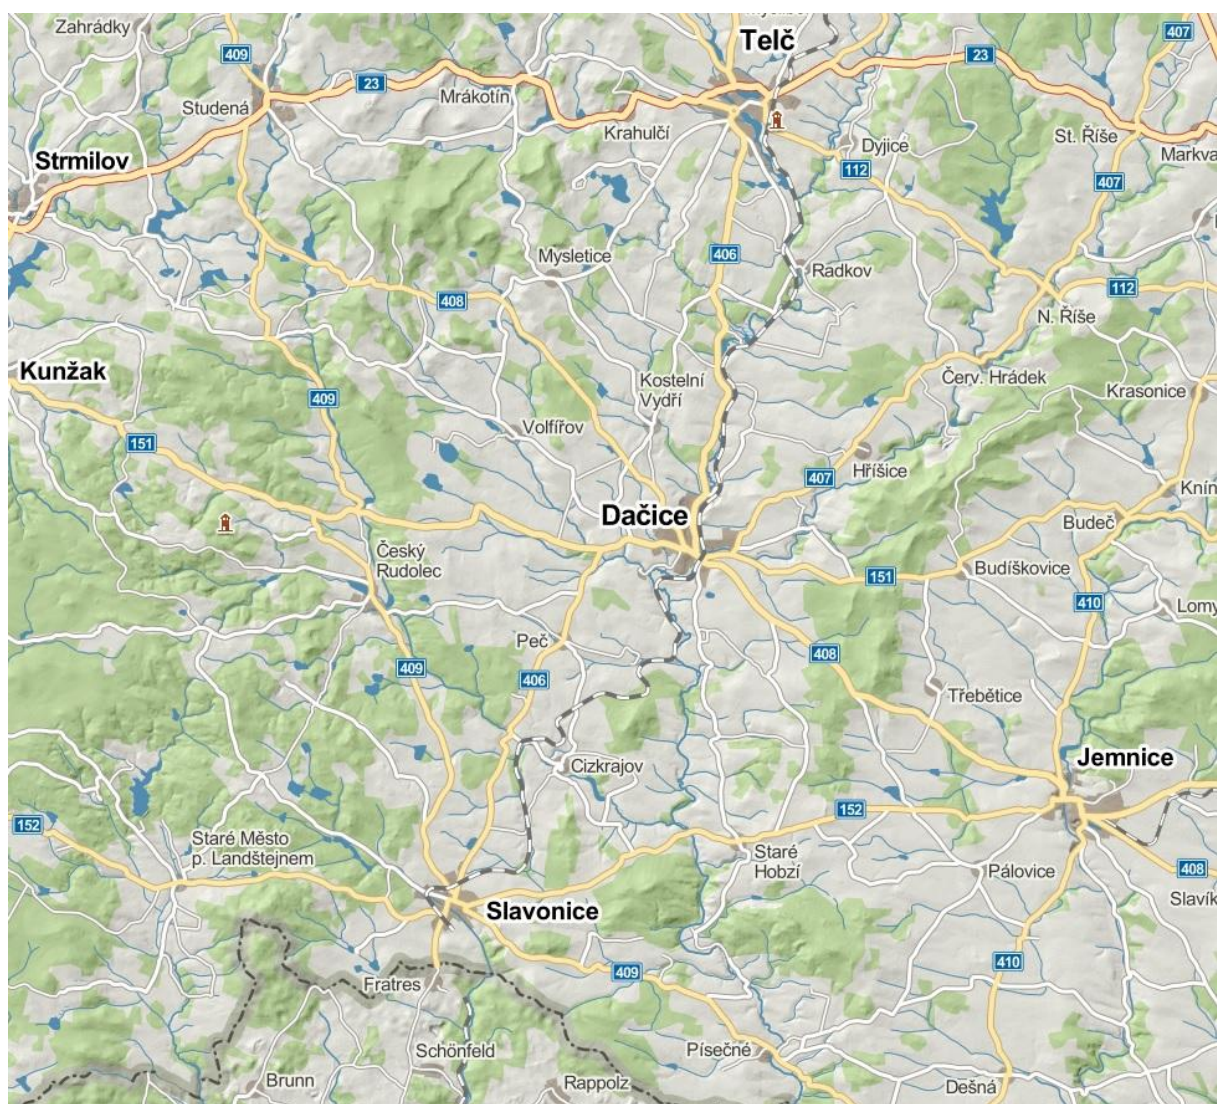 Zahrádky
407
Telč
409
23
23
Mrákotín
Studená
Krahulčí
Dyjice
St. Říše
Strmilov
112
407
406
Mysletice
Radkov
408
112
N. Říše
Kunžak
Kostelní
Vydří
Červ. Hrádek
Krasonice
409
Volfířov
151
Hříšice
407
Dačice
Budeč
Český
Rudolec
151
Budíškovice
410
Peč
408
409
406
Třebětice
Jemnice
Cizkrajov
152
152
Staré Město
p. Landštejnem
Staré
Hobzí
Pálovice
408
Slavonice
409
410
Fratres
Schönfeld
Písečné
Brunn
Rappolz
Dešná